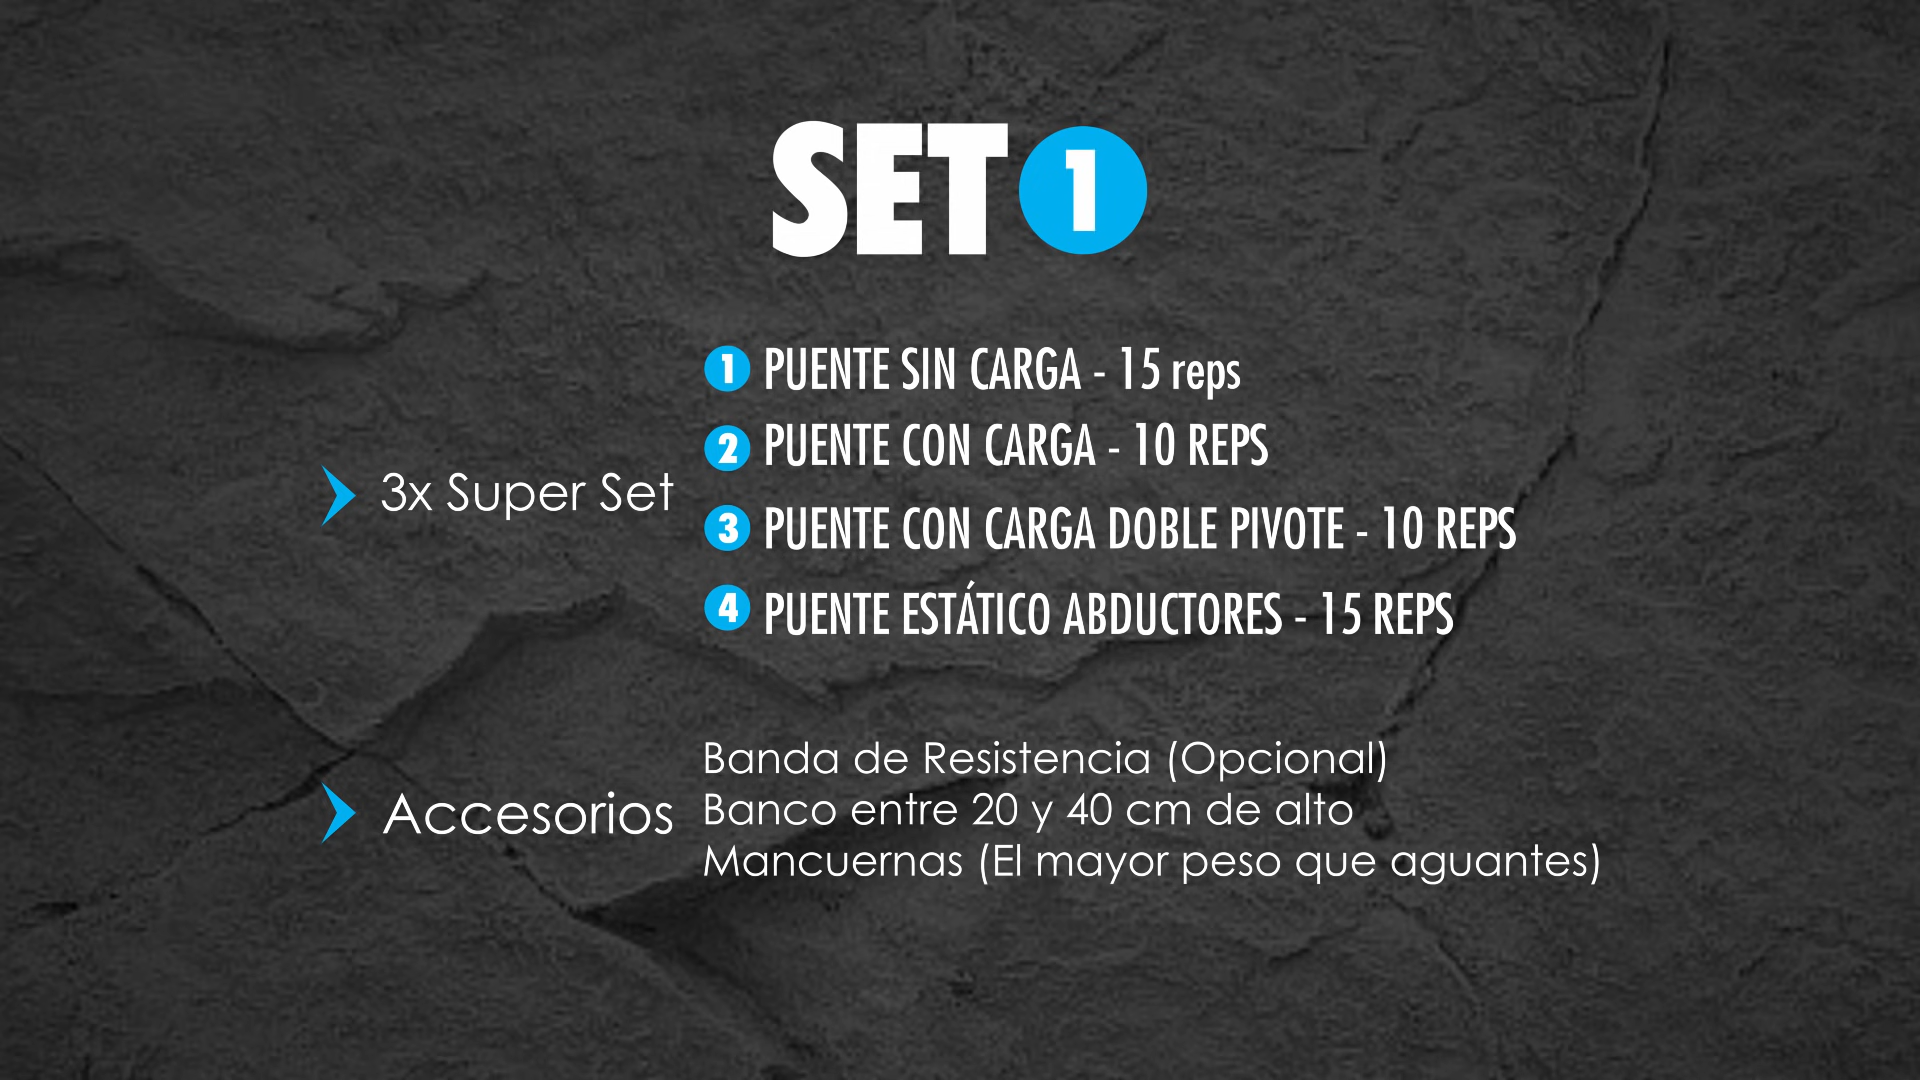 SET 1
1 PUENTE SIN CARGA - 15 reps
2 PUENTE CON CARGA - 10 REPS
3x Super Set
3 PUENTE CON CARGA DOBLE PIVOTE - 10 REPS
4 PUENTE ESTÁTICO ABDUCTORES - 15 REPS
Banda de Resistencia (Opcional)
Accesorios
Banco entre 20 y 40 cm de alto
Mancuernas (El mayor peso que aguantes)